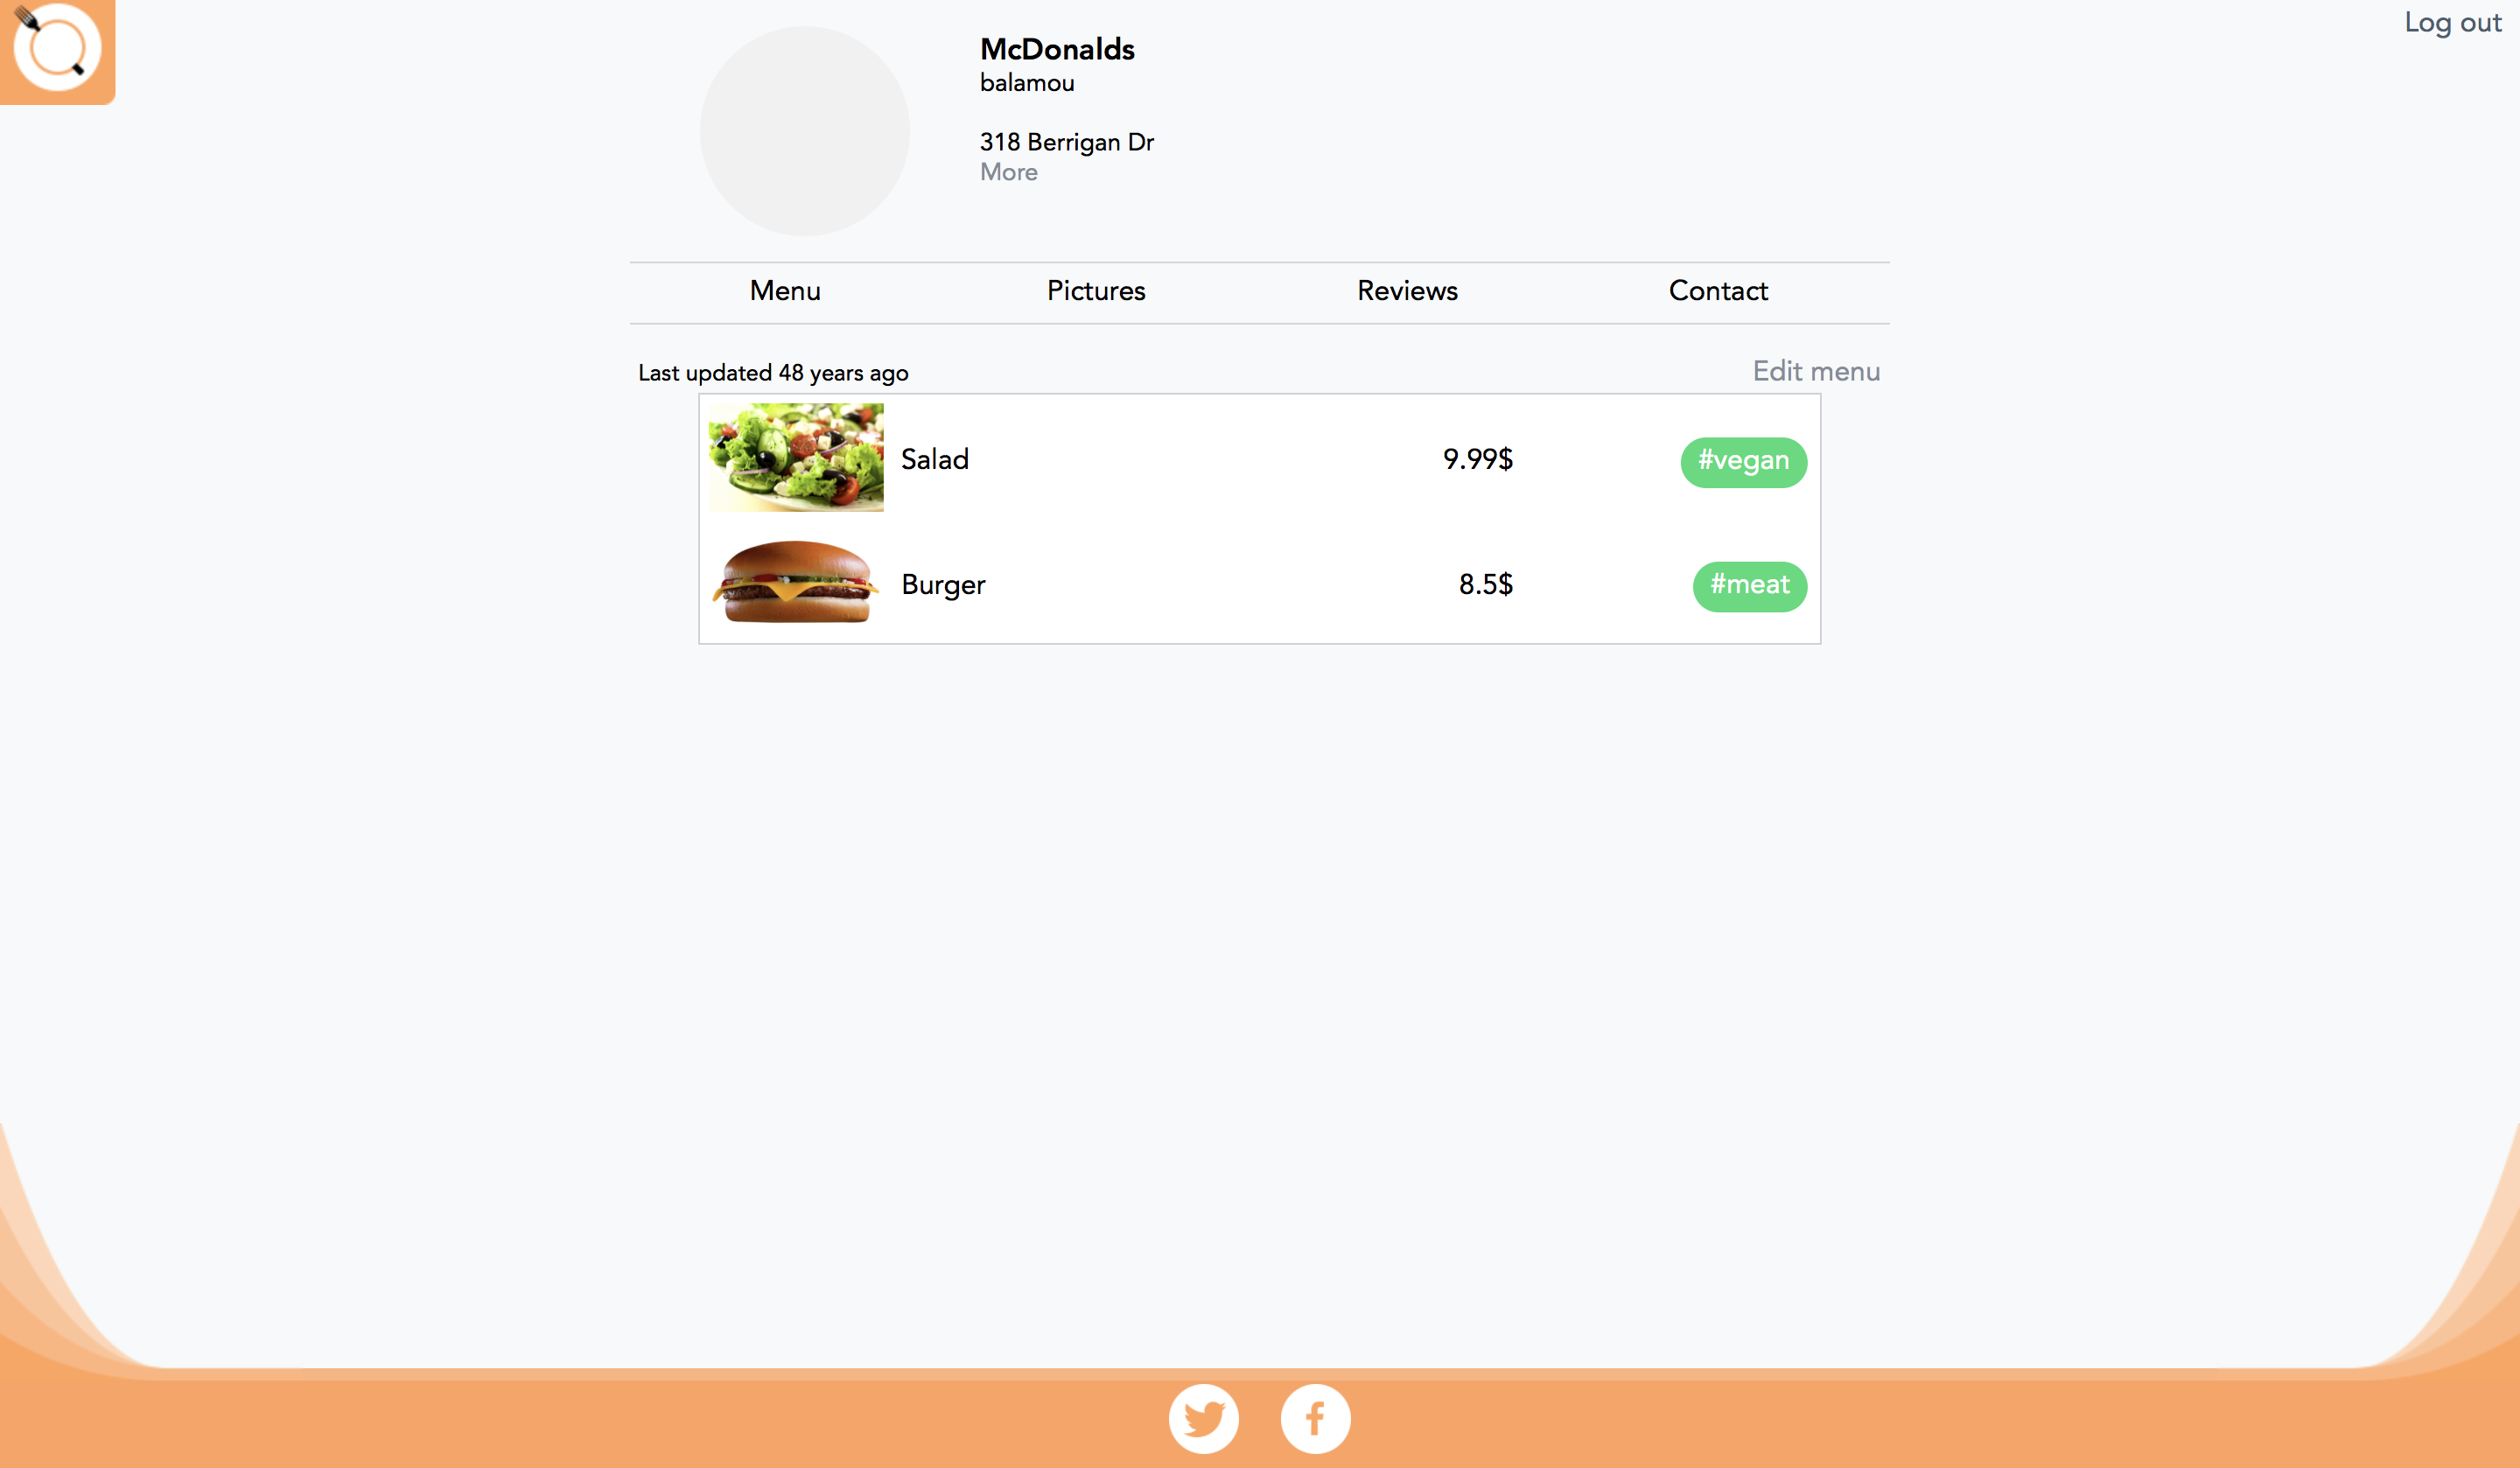 Log out
McDonalds
balamou
318 Berrigan Dr
More
Menu Pictures Reviews Contact
Last updated 48 years ago Edit menu
Salad 9.99$ #vegan
Burger 8.5$ #meat